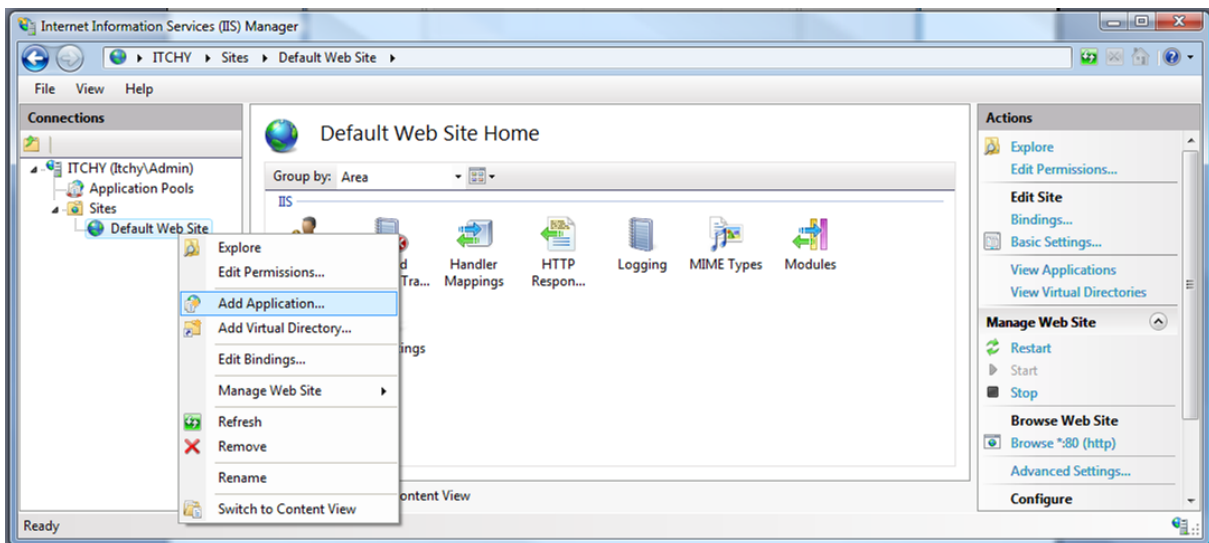 Internet Information Services (IIS) Manager
ITCHY Sites Default Web Site
File View Help
Connections
ITCHY (Itchy\Admin)
Application Pools
Sites
Default Web Site
Explore
Edit Permissions...
Add Application...
Add Virtual Directory...
Edit Bindings...
Manage Web Site
Refresh
Remove
Rename
Switch to Content View
Default Web Site Home
Group by: Area
IIS
Handler Mappings
HTTP Respon...
Logging
MIME Types
Modules
Tra...
ings
ontent View
Actions
Explore
Edit Permissions...
Edit Site
Bindings...
Basic Settings...
View Applications
View Virtual Directories
Manage Web Site
Restart
Start
Stop
Browse Web Site
Browse *:80 (http)
Advanced Settings...
Configure
Ready